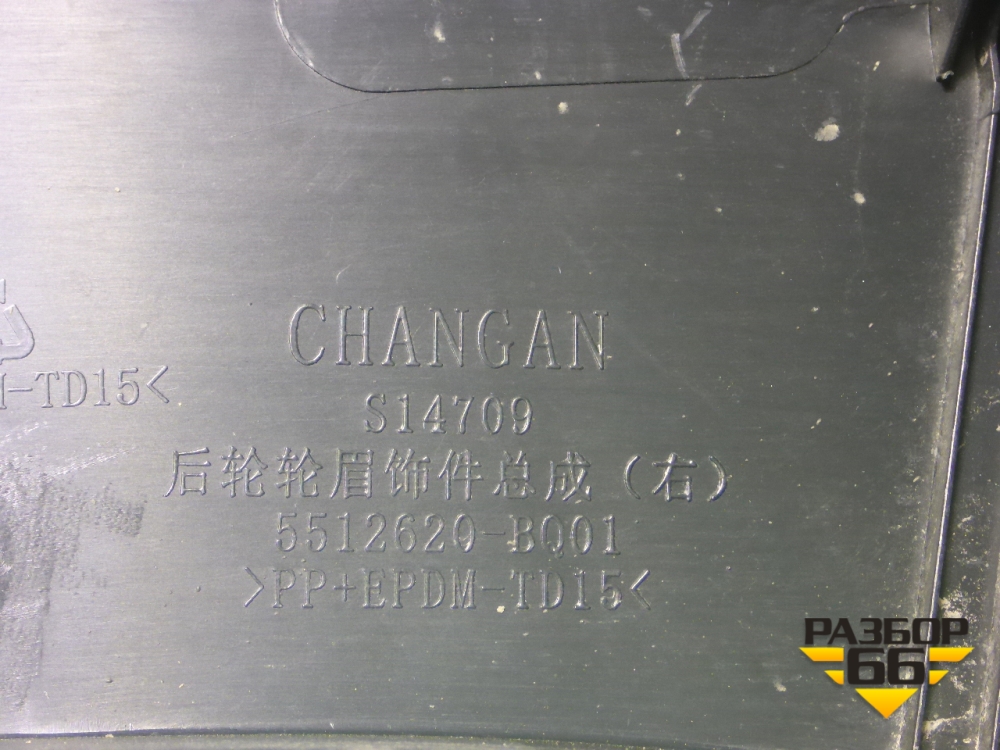 CHANGAN
-TD15<
S14709
后轮轮眉饰件总成（右）
5512620-BQ01
>PP+EPDM-TD15<
РАЗБОР
66